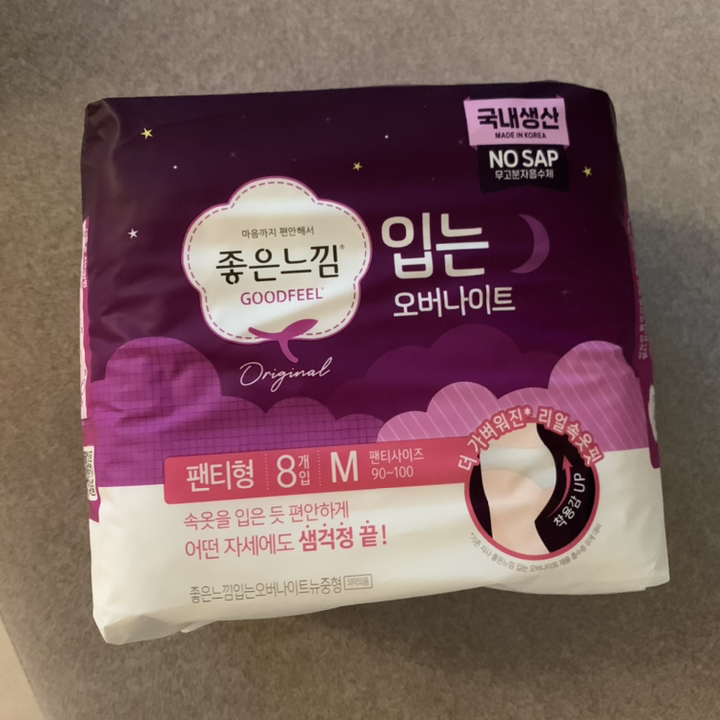 국내생산
MADE IN KOREA
NO SAP
무고분자흡수제
마음까지 편안해서
좋은느낌®
GOODFEEL
Original
입는
오버나이트
더 가벼워진* 리얼속옷핏
착용감 UP
팬티형 8개입 M 팬티사이즈 90~100
속옷을 입은 듯 편안하게
어떤 자세에도 샘걱정 끝!
좋은느낌입는오버나이트뉴중형 의약외품